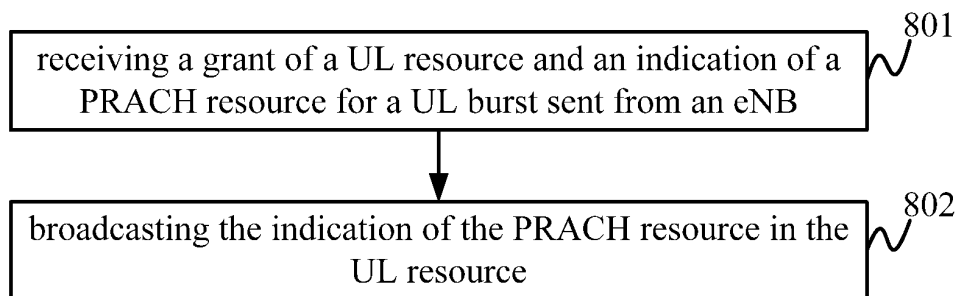 801
receiving a grant of a UL resource and an indication of a
PRACH resource for a UL burst sent from an eNB
802
broadcasting the indication of the PRACH resource in the
UL resource